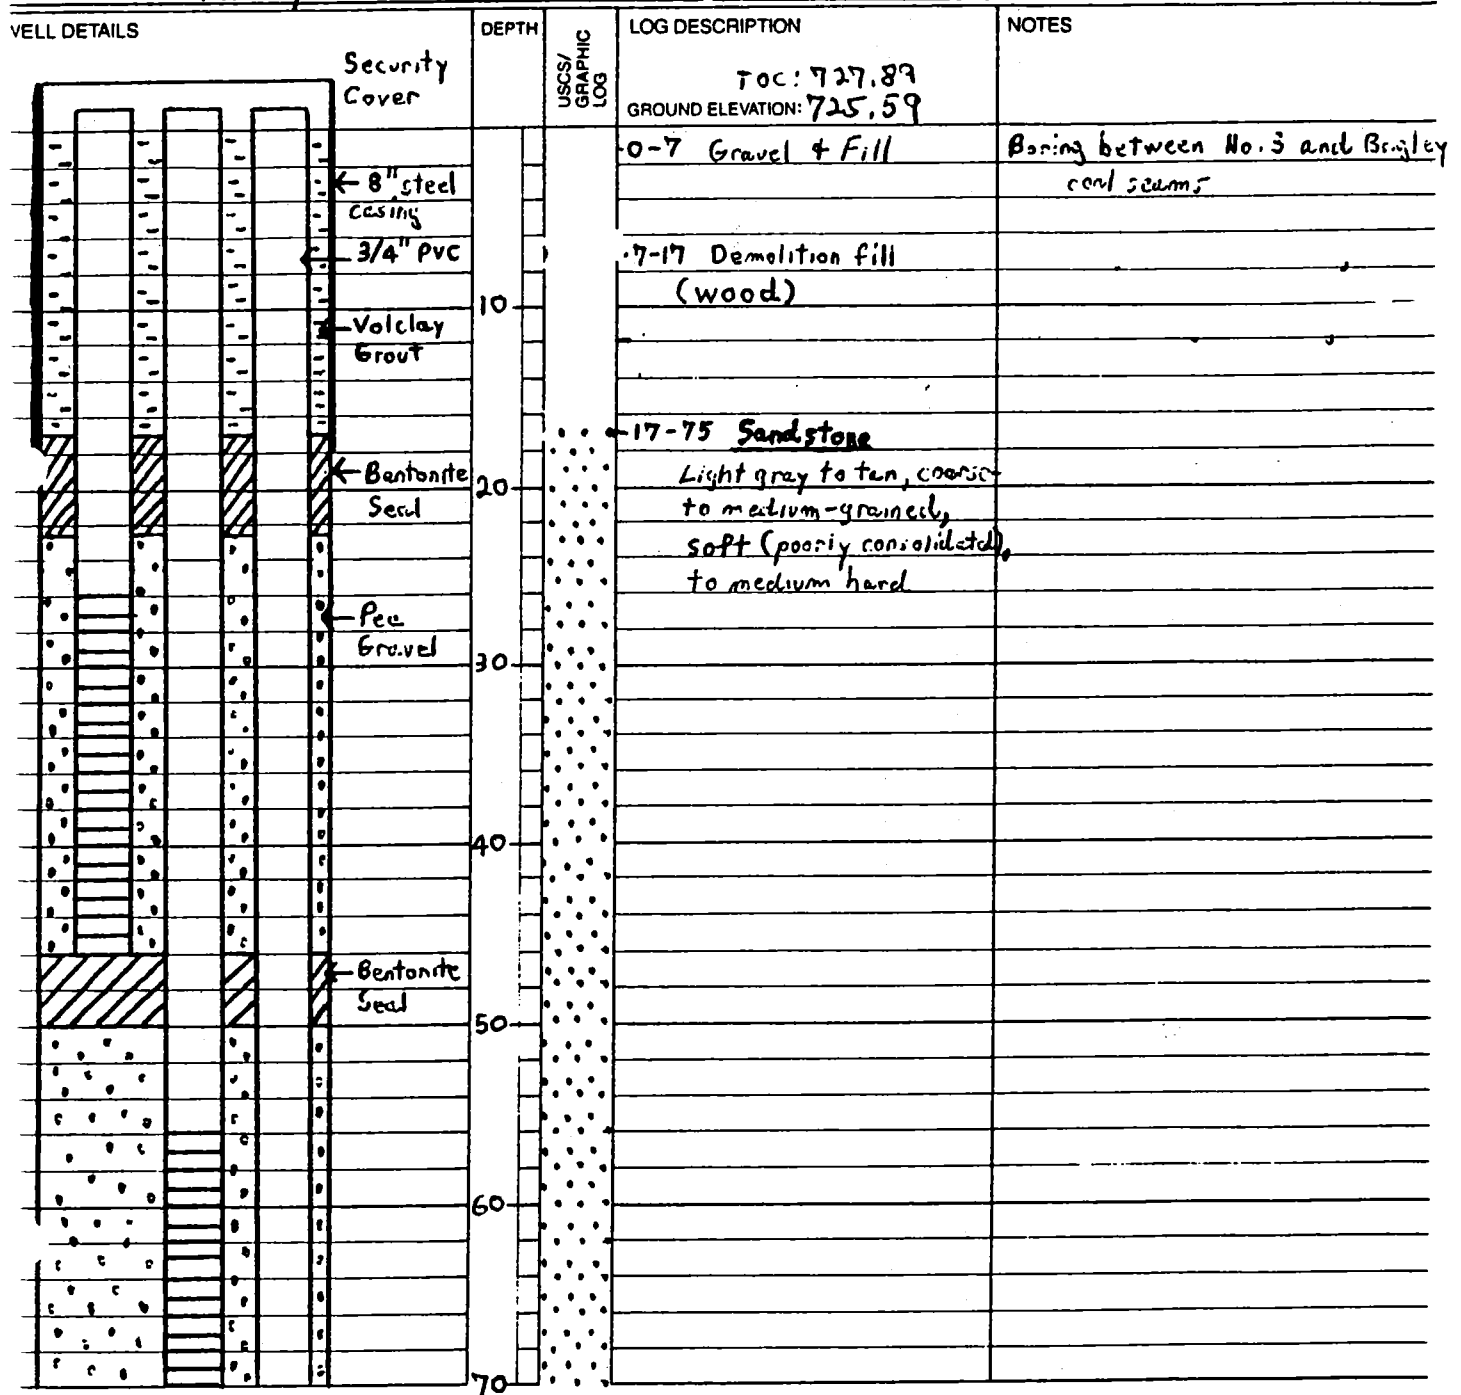 VELL DETAILS
DEPTH
USCS/
GRAPHIC
LOG
LOG DESCRIPTION
NOTES
TOC: 727.89
GROUND ELEVATION: 725.59
Security
Cover
0-7 Gravel & Fill
Boring between No. 3 and Bagley
coal seams
8" steel
casing
3/4" PVC
7-17 Demolition fill
(wood)
10
Volclay
Grout
17-75 Sandstone
Light gray to tan, coarse
to medium-grained,
soft (poorly consolidated),
to medium hard
Bentonite
Seal
20
Pea
Gravel
30
40
Bentonite
Seal
50
60
70